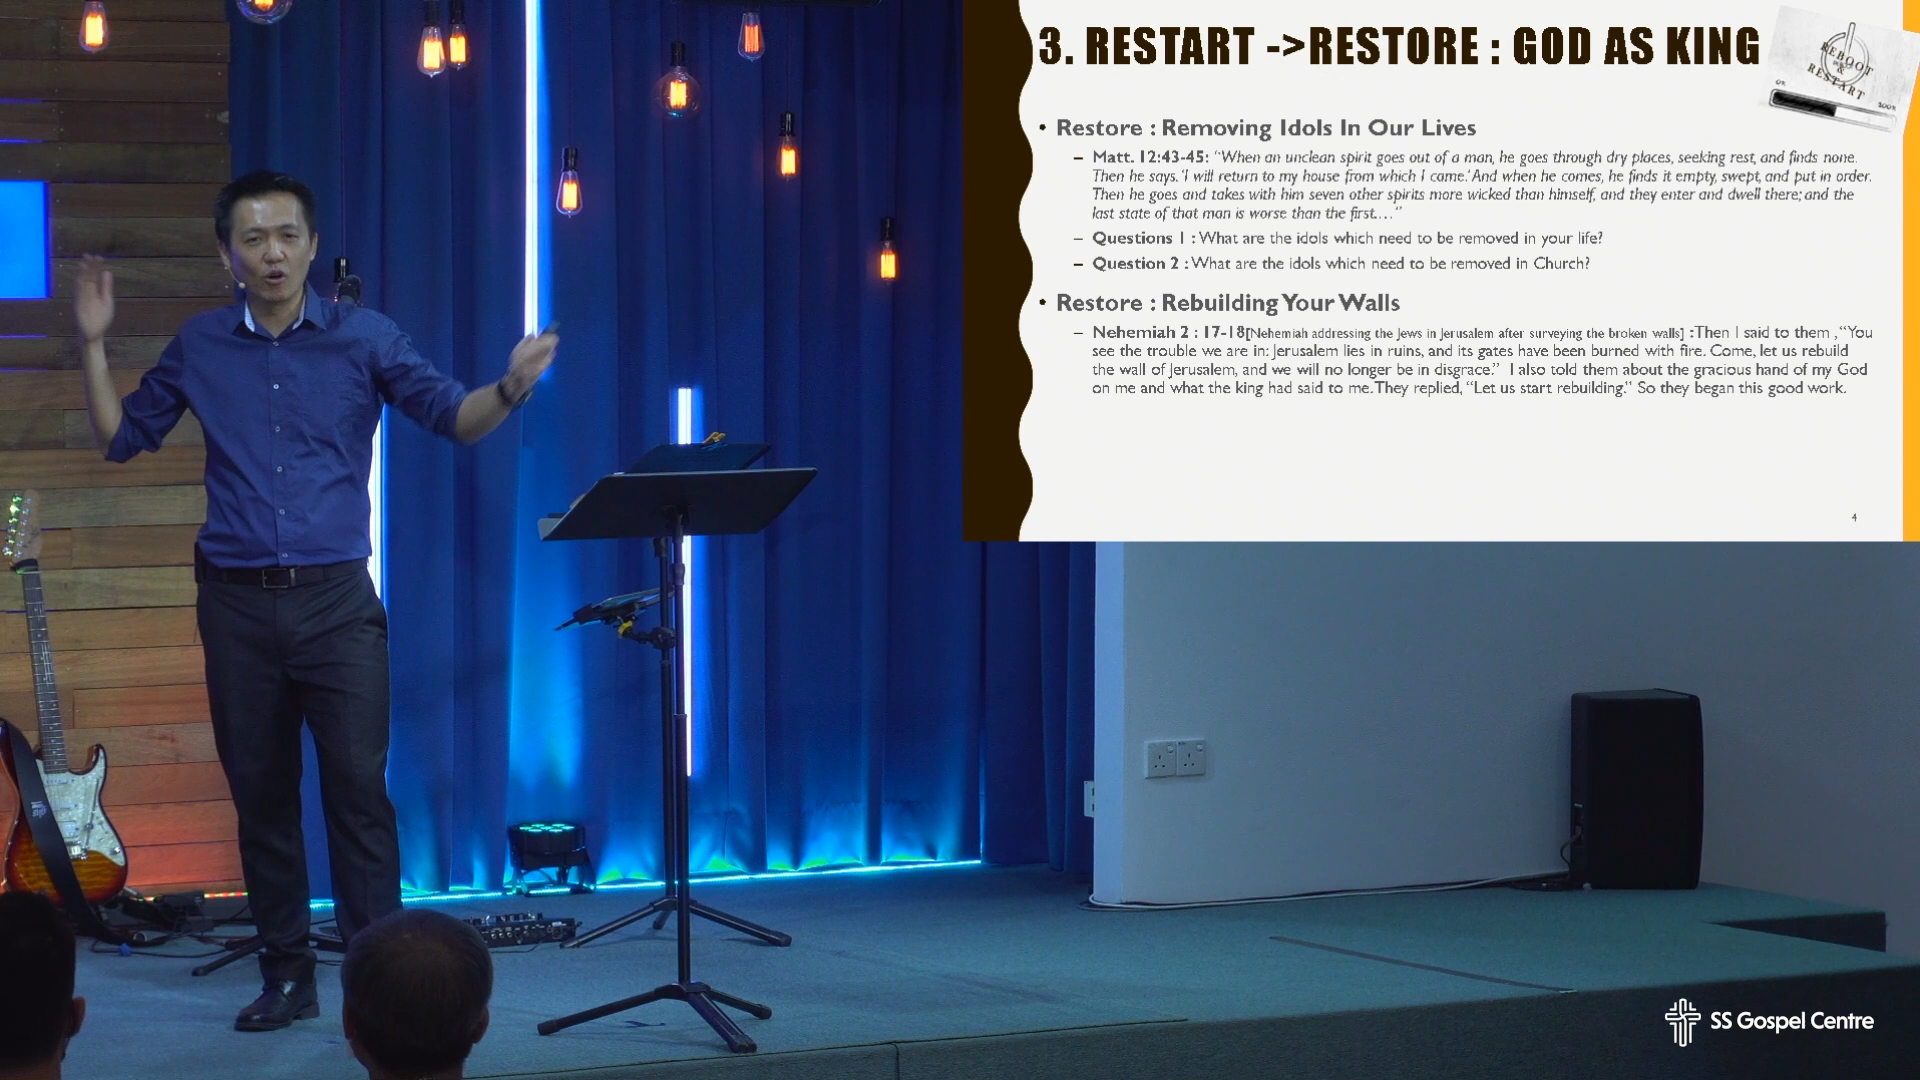 3. RESTART ->RESTORE : GOD AS KING
REBOOT
&
RESTART
0%
100%
• Restore : Removing Idols In Our Lives
– Matt. 12:43-45: “When an unclean spirit goes out of a man, he goes through dry places, seeking rest, and finds none.
Then he says. ‘I will return to my house from which I came.’ And when he comes, he finds it empty, swept, and put in order.
Then he goes and takes with him seven other spirits more wicked than himself, and they enter and dwell there; and the
last state of that man is worse than the first….”
– Questions 1 : What are the idols which need to be removed in your life?
– Question 2 : What are the idols which need to be removed in Church?
• Restore : Rebuilding Your Walls
– Nehemiah 2 : 17-18[Nehemiah addressing the Jews in Jerusalem after surveying the broken walls] :Then I said to them ,“You
see the trouble we are in: Jerusalem lies in ruins, and its gates have been burned with fire. Come, let us rebuild
the wall of Jerusalem, and we will no longer be in disgrace.” I also told them about the gracious hand of my God
on me and what the king had said to me. They replied, “Let us start rebuilding.” So they began this good work.
4
SS Gospel Centre